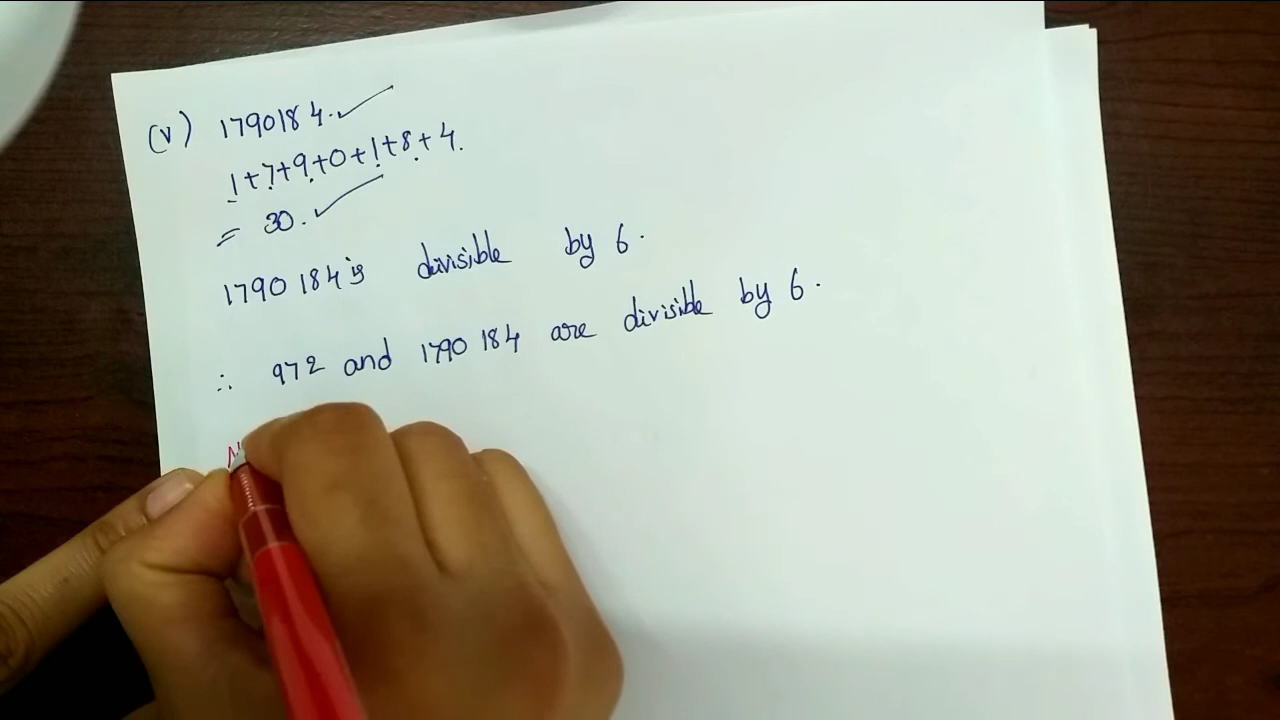 (v) 1790184.
1+7+9+0+1+8+4.
= 30.
1790184 is divisible by 6.
∴ 972 and 1790184 are divisible by 6.
N